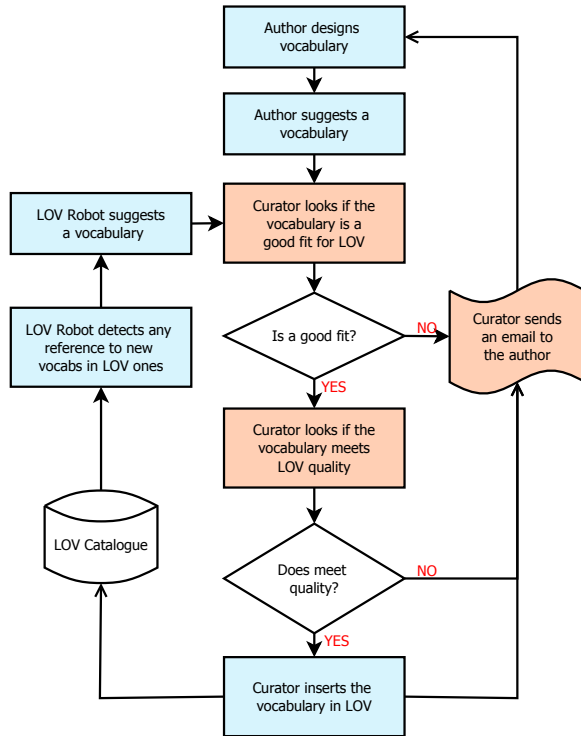 Author designs
vocabulary
Author suggests a
vocabulary
LOV Robot suggests
a vocabulary
Curator looks if the
vocabulary is a
good fit for LOV
LOV Robot detects any
reference to new
vocabs in LOV ones
Is a good fit?
NO
Curator sends
an email to
the author
YES
Curator looks if the
vocabulary meets
LOV quality
LOV Catalogue
Does meet
quality?
NO
YES
Curator inserts the
vocabulary in LOV